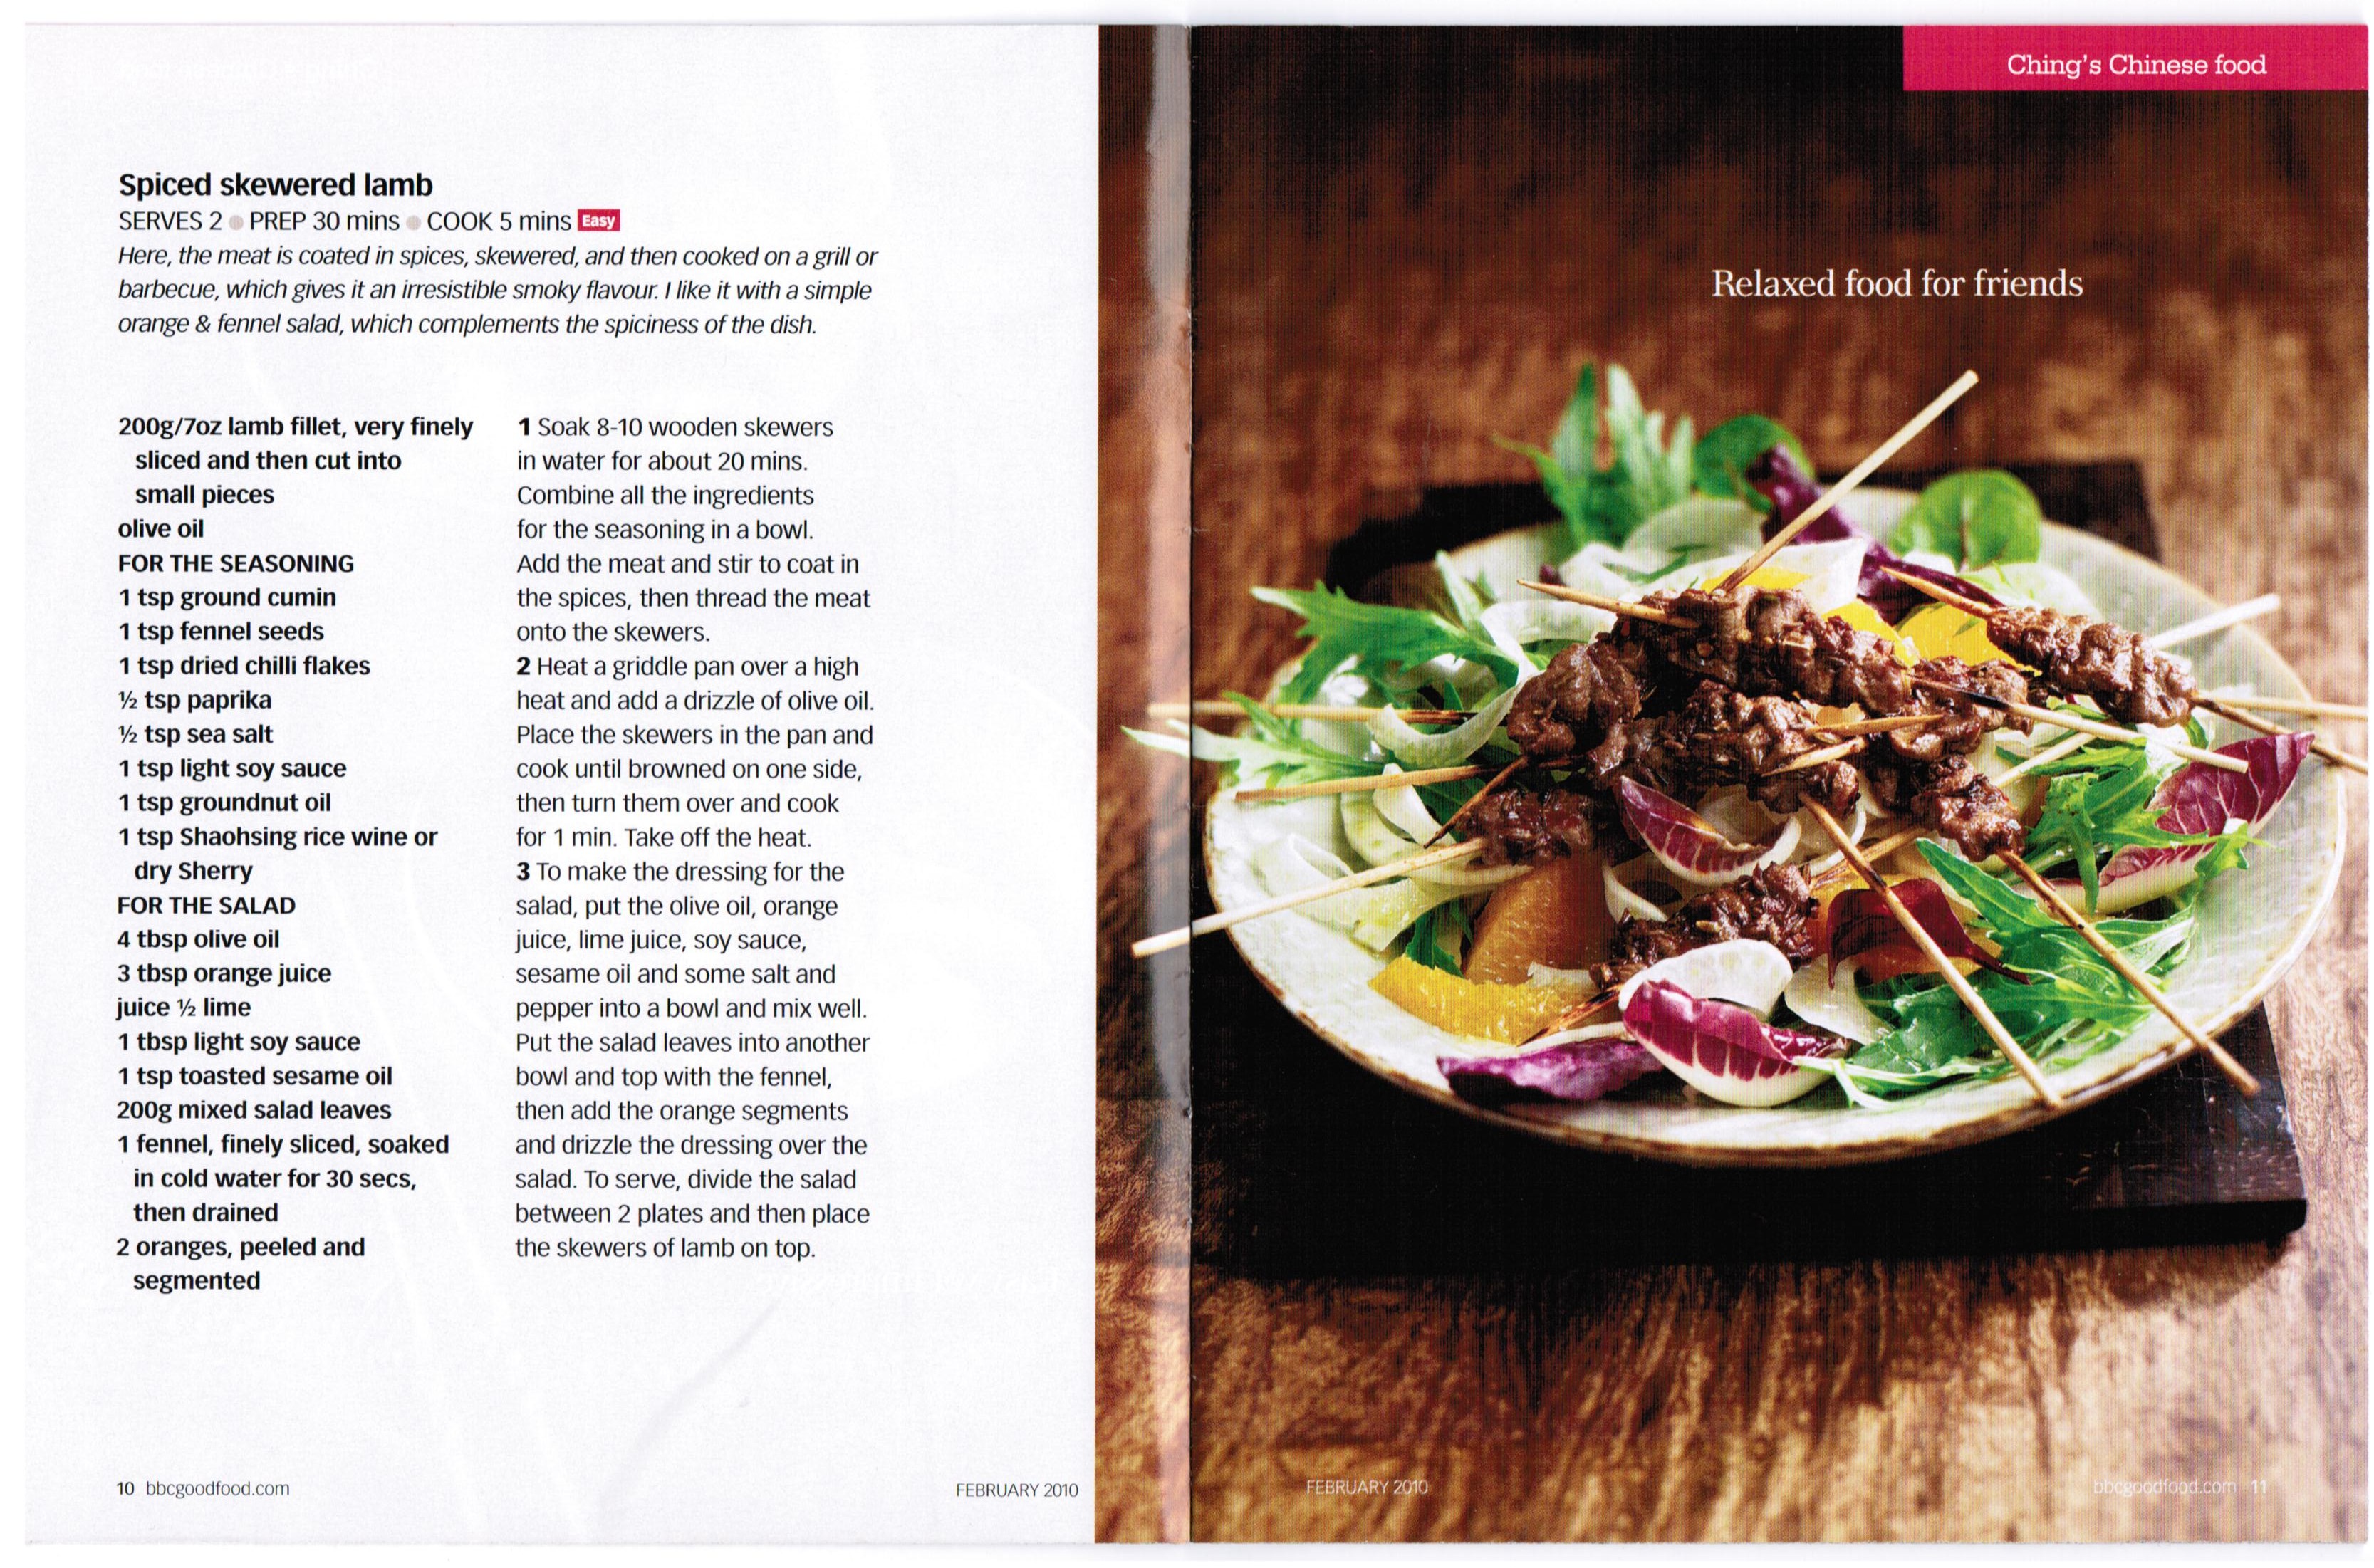 Spiced skewered lamb
SERVES 2 ● PREP 30 mins ● COOK 5 mins Easy
Here, the meat is coated in spices, skewered, and then cooked on a grill or
barbecue, which gives it an irresistible smoky flavour. I like it with a simple
orange & fennel salad, which complements the spiciness of the dish.
200g/7oz lamb fillet, very finely
sliced and then cut into
small pieces
olive oil
FOR THE SEASONING
1 tsp ground cumin
1 tsp fennel seeds
1 tsp dried chilli flakes
½ tsp paprika
½ tsp sea salt
1 tsp light soy sauce
1 tsp groundnut oil
1 tsp Shaohsing rice wine or
dry Sherry
FOR THE SALAD
4 tbsp olive oil
3 tbsp orange juice
juice ½ lime
1 tbsp light soy sauce
1 tsp toasted sesame oil
200g mixed salad leaves
1 fennel, finely sliced, soaked
in cold water for 30 secs,
then drained
2 oranges, peeled and
segmented
1 Soak 8-10 wooden skewers
in water for about 20 mins.
Combine all the ingredients
for the seasoning in a bowl.
Add the meat and stir to coat in
the spices, then thread the meat
onto the skewers.
2 Heat a griddle pan over a high
heat and add a drizzle of olive oil.
Place the skewers in the pan and
cook until browned on one side,
then turn them over and cook
for 1 min. Take off the heat.
3 To make the dressing for the
salad, put the olive oil, orange
juice, lime juice, soy sauce,
sesame oil and some salt and
pepper into a bowl and mix well.
Put the salad leaves into another
bowl and top with the fennel,
then add the orange segments
and drizzle the dressing over the
salad. To serve, divide the salad
between 2 plates and then place
the skewers of lamb on top.
10 bbcgoodfood.com
FEBRUARY 2010
Ching's Chinese food
Relaxed food for friends
FEBRUARY 2010
bbcgoodfood.com 11